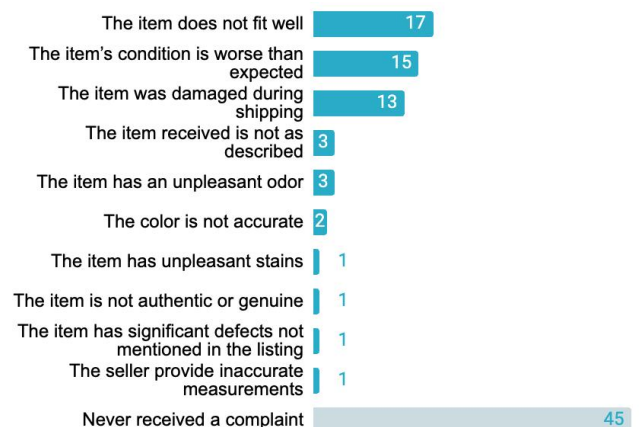 The item does not fit well
17
The item’s condition is worse than
expected
15
The item was damaged during
shipping
13
The item received is not as
described
3
The item has an unpleasant odor
3
The color is not accurate
2
The item has unpleasant stains
1
The item is not authentic or genuine
1
The item has significant defects not
mentioned in the listing
1
The seller provide inaccurate
measurements
1
Never received a complaint
45